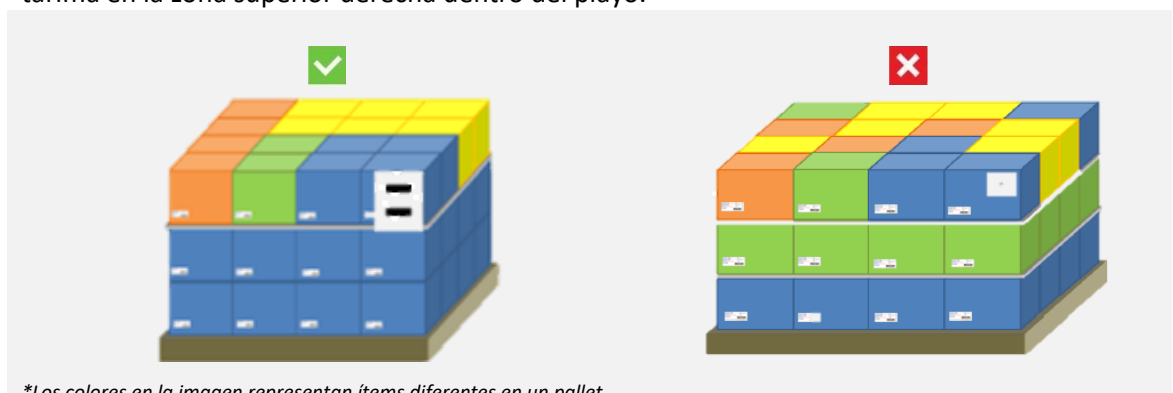 tarima en la zona superior derecha dentro del playo.
*Los colores en la imagen representan ítems diferentes en un pallet